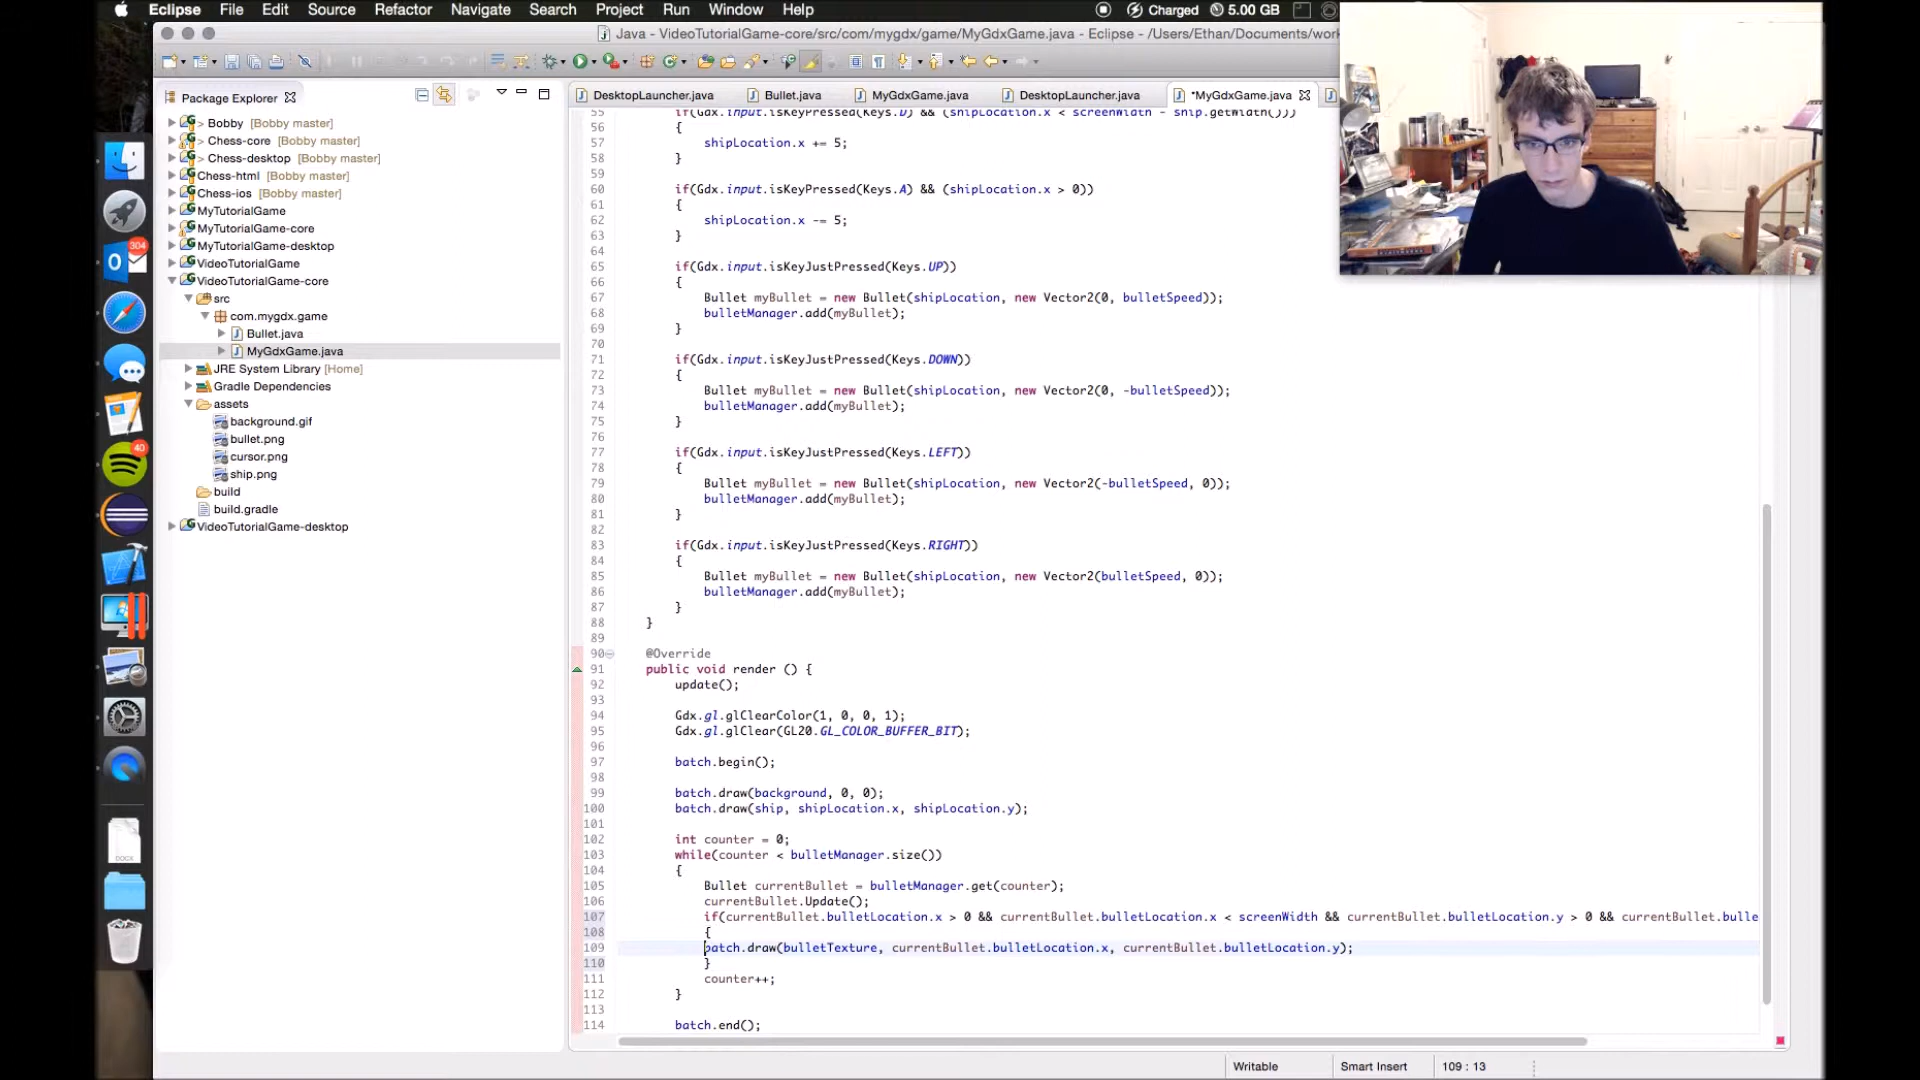 Eclipse File Edit Source Refactor Navigate Search Project Run Window Help Charged 5.00 GB
Java - VideoTutorialGame-core/src/com/mygdx/game/MyGdxGame.java - Eclipse - /Users/Ethan/Documents/work
Package Explorer
DesktopLauncher.java Bullet.java MyGdxGame.java DesktopLauncher.java *MyGdxGame.java
> Bobby [Bobby master]
> Chess-core [Bobby master]
> Chess-desktop [Bobby master]
Chess-html [Bobby master]
Chess-ios [Bobby master]
MyTutorialGame
MyTutorialGame-core
MyTutorialGame-desktop
VideoTutorialGame
VideoTutorialGame-core
src
com.mygdx.game
Bullet.java
MyGdxGame.java
JRE System Library [Home]
Gradle Dependencies
assets
background.gif
bullet.png
cursor.png
ship.png
build
build.gradle
VideoTutorialGame-desktop
304
40
DOCX
55 if(Gdx.input.isKeyPressed(Keys.D) && (shipLocation.x < screenWidth - ship.getWidth()))
56 {
57 shipLocation.x += 5;
58 }
59
60 if(Gdx.input.isKeyPressed(Keys.A) && (shipLocation.x > 0))
61 {
62 shipLocation.x -= 5;
63 }
64
65 if(Gdx.input.isKeyJustPressed(Keys.UP))
66 {
67 Bullet myBullet = new Bullet(shipLocation, new Vector2(0, bulletSpeed));
68 bulletManager.add(myBullet);
69 }
70
71 if(Gdx.input.isKeyJustPressed(Keys.DOWN))
72 {
73 Bullet myBullet = new Bullet(shipLocation, new Vector2(0, -bulletSpeed));
74 bulletManager.add(myBullet);
75 }
76
77 if(Gdx.input.isKeyJustPressed(Keys.LEFT))
78 {
79 Bullet myBullet = new Bullet(shipLocation, new Vector2(-bulletSpeed, 0));
80 bulletManager.add(myBullet);
81 }
82
83 if(Gdx.input.isKeyJustPressed(Keys.RIGHT))
84 {
85 Bullet myBullet = new Bullet(shipLocation, new Vector2(bulletSpeed, 0));
86 bulletManager.add(myBullet);
87 }
88 }
89
90 @Override
91 public void render () {
92 update();
93
94 Gdx.gl.glClearColor(1, 0, 0, 1);
95 Gdx.gl.glClear(GL20.GL_COLOR_BUFFER_BIT);
96
97 batch.begin();
98
99 batch.draw(background, 0, 0);
100 batch.draw(ship, shipLocation.x, shipLocation.y);
101
102 int counter = 0;
103 while(counter < bulletManager.size())
104 {
105 Bullet currentBullet = bulletManager.get(counter);
106 currentBullet.Update();
107 if(currentBullet.bulletLocation.x > 0 && currentBullet.bulletLocation.x < screenWidth && currentBullet.bulletLocation.y > 0 && currentBullet.bulle
108 {
109 batch.draw(bulletTexture, currentBullet.bulletLocation.x, currentBullet.bulletLocation.y);
110 }
111 counter++;
112 }
113
114 batch.end();
Writable Smart Insert 109 : 13